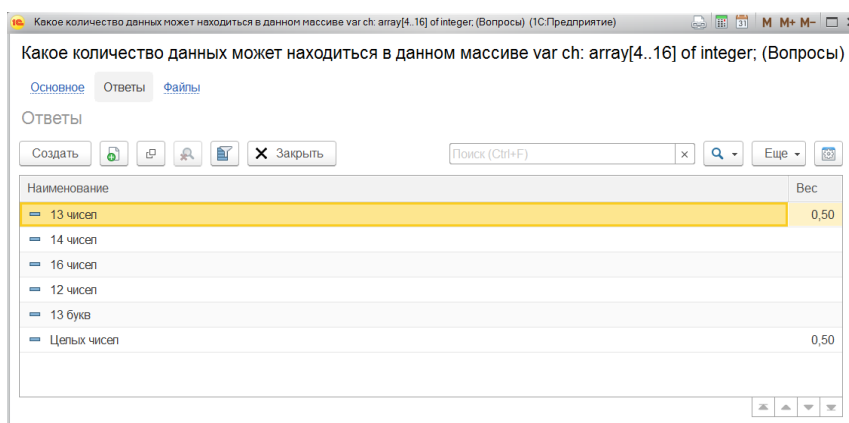 1С Какое количество данных может находиться в данном массиве var ch: array[4..16] of integer; (Вопросы) (1С:Предприятие) 31 M M+ M-
Какое количество данных может находиться в данном массиве var ch: array[4..16] of integer; (Вопросы)
Основное Ответы Файлы
Ответы
Создать Закрыть Поиск (Ctrl+F) × Еще
Наименование Вес
13 чисел 0,50
14 чисел
16 чисел
12 чисел
13 букв
Целых чисел 0,50